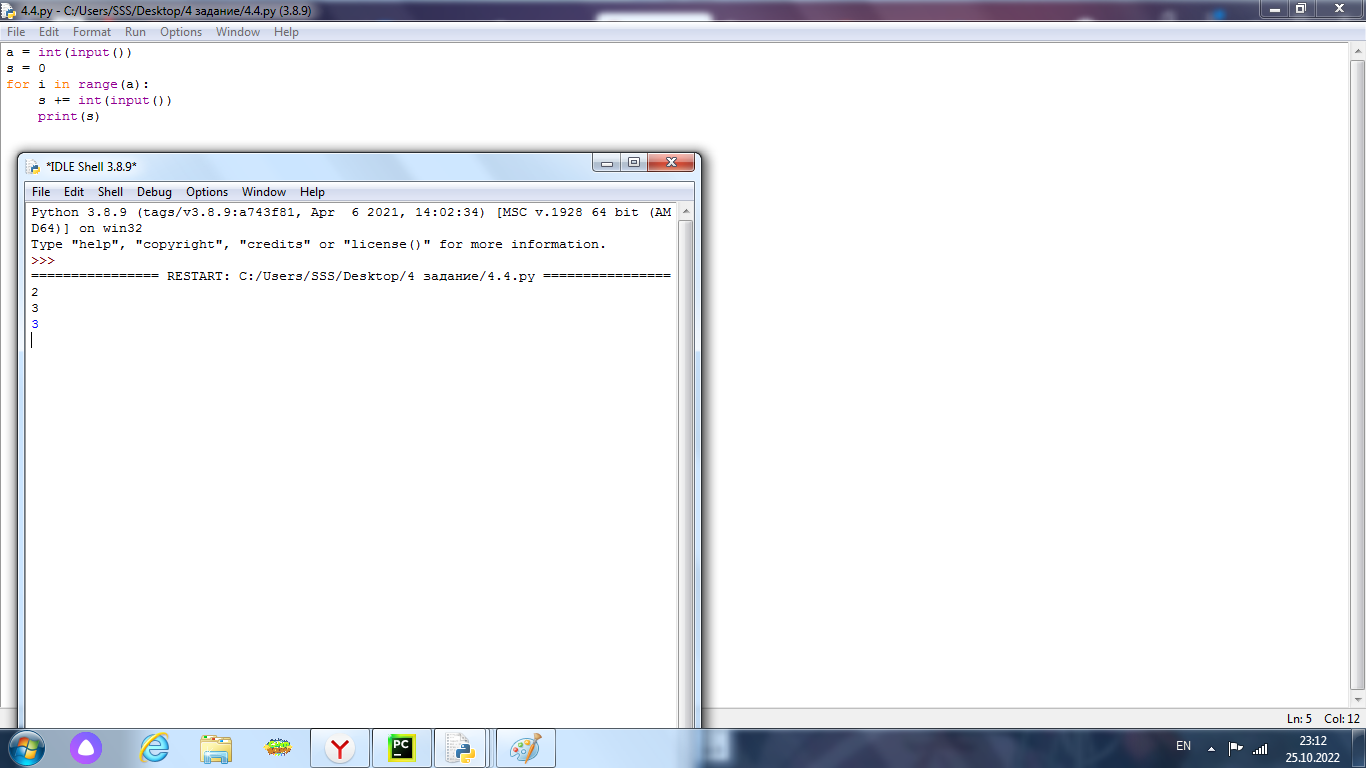 4.4.py - C:/Users/SSS/Desktop/4 задание/4.4.py (3.8.9)
File Edit Format Run Options Window Help
a = int(input())
s = 0
for i in range(a):
    s += int(input())
    print(s)
*IDLE Shell 3.8.9*
File Edit Shell Debug Options Window Help
Python 3.8.9 (tags/v3.8.9:a743f81, Apr  6 2021, 14:02:34) [MSC v.1928 64 bit (AM
D64)] on win32
Type "help", "copyright", "credits" or "license()" for more information.
>>>
================ RESTART: C:/Users/SSS/Desktop/4 задание/4.4.py ================
2
3
3
Ln: 5 Col: 12
PC
EN
23:12
25.10.2022